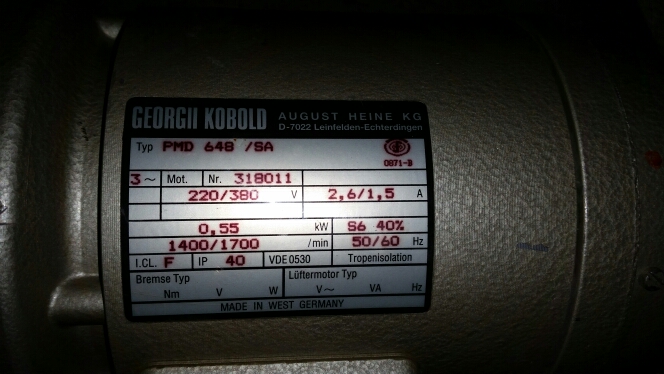 GEORGII KOBOLD AUGUST HEINE KG
D-7022 Leinfelden-Echterdingen
Typ PMD 648 /SA
0871-B
3~ Mot. Nr. 318011
220/380 V 2,6/1,5 A
0,55 kW S6 40%
1400/1700 /min 50/60 Hz
I.CL. F IP 40 VDE 0530 Tropenisolation
Bremse Typ Lüftermotor Typ
Nm V W V~ VA Hz
MADE IN WEST GERMANY